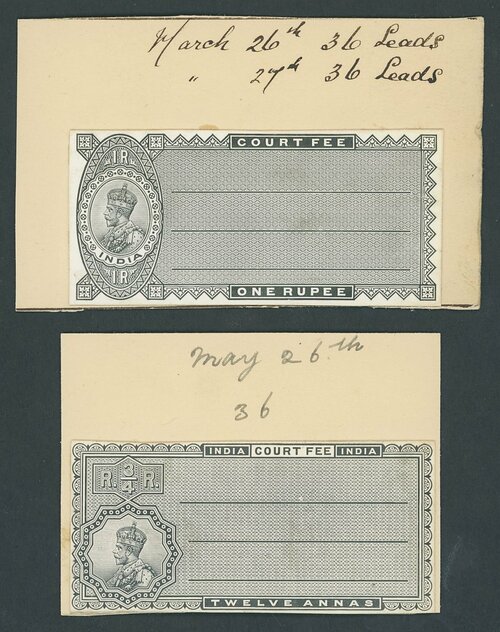 March 26th 36 Leads
" 27th 36 Leads
COURT FEE
1R
INDIA
1R
ONE RUPEE
May 26th
36
INDIA COURT FEE INDIA
R. 3/4 R.
TWELVE ANNAS